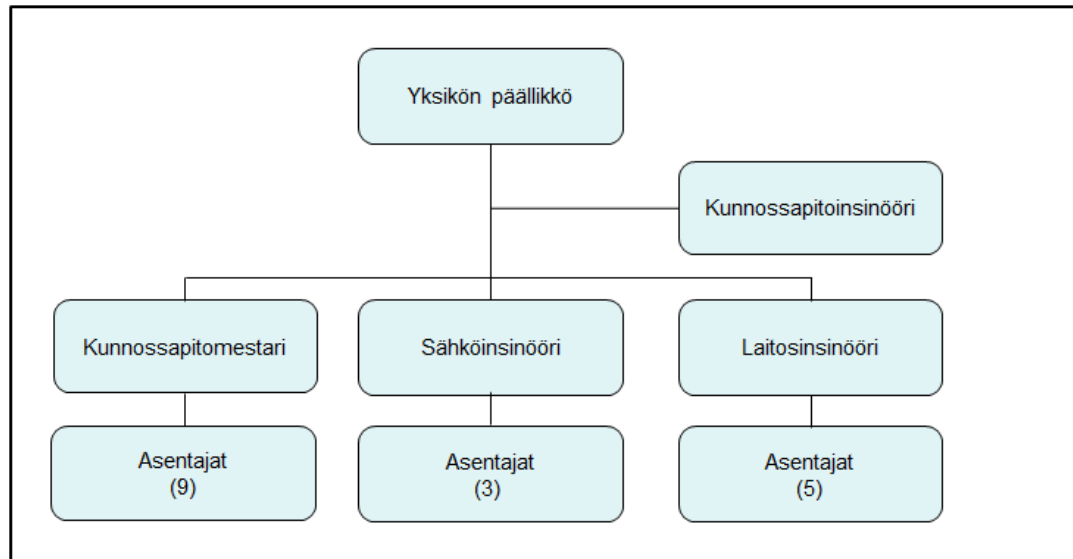 Yksikön päällikkö
Kunnossapitoinsinööri
Kunnossapitomestari
Sähköinsinööri
Laitosinsinööri
Asentajat
(9)
Asentajat
(3)
Asentajat
(5)